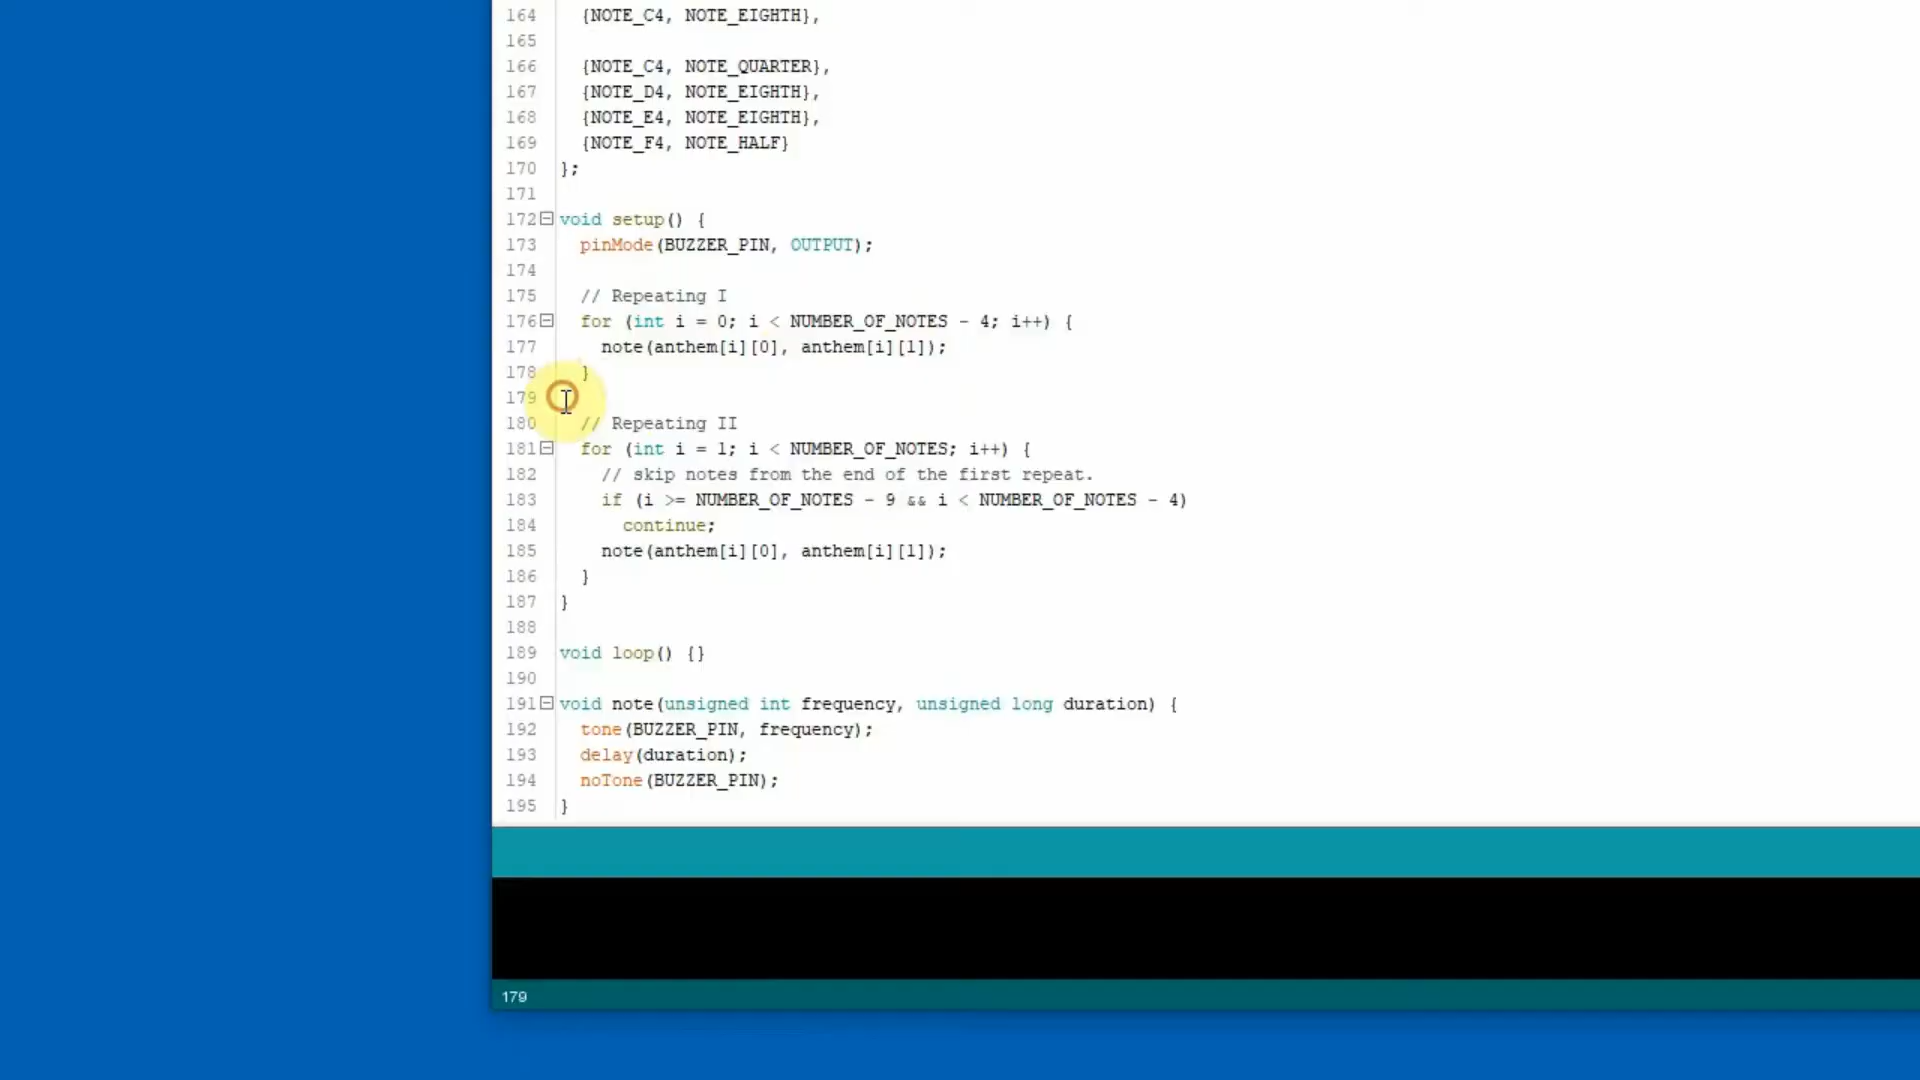 164 {NOTE_C4, NOTE_EIGHTH},
165
166 {NOTE_C4, NOTE_QUARTER},
167 {NOTE_D4, NOTE_EIGHTH},
168 {NOTE_E4, NOTE_EIGHTH},
169 {NOTE_F4, NOTE_HALF}
170 };
171
172 void setup() {
173 pinMode(BUZZER_PIN, OUTPUT);
174
175 // Repeating I
176 for (int i = 0; i < NUMBER_OF_NOTES - 4; i++) {
177 note(anthem[i][0], anthem[i][1]);
178 }
179
180 // Repeating II
181 for (int i = 1; i < NUMBER_OF_NOTES; i++) {
182 // skip notes from the end of the first repeat.
183 if (i >= NUMBER_OF_NOTES - 9 && i < NUMBER_OF_NOTES - 4)
184 continue;
185 note(anthem[i][0], anthem[i][1]);
186 }
187 }
188
189 void loop() {}
190
191 void note(unsigned int frequency, unsigned long duration) {
192 tone(BUZZER_PIN, frequency);
193 delay(duration);
194 noTone(BUZZER_PIN);
195 }
179